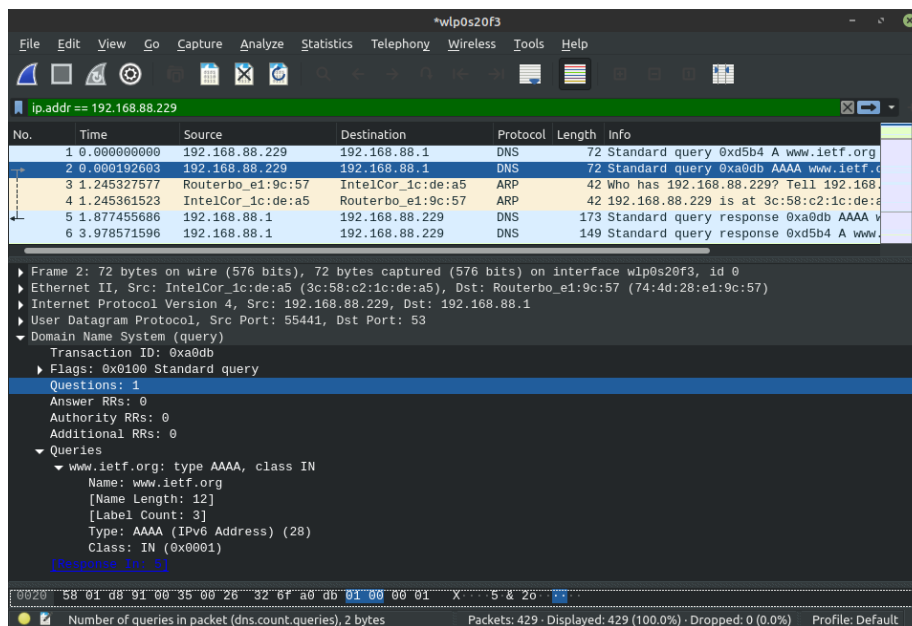 *wlp0s20f3
File Edit View Go Capture Analyze Statistics Telephony Wireless Tools Help
ip.addr == 192.168.88.229
No. Time Source Destination Protocol Length Info
1 0.000000000 192.168.88.229 192.168.88.1 DNS 72 Standard query 0xd5b4 A www.ietf.org
2 0.000192603 192.168.88.229 192.168.88.1 DNS 72 Standard query 0xa0db AAAA www.ietf.o
3 1.245327577 Routerbo_e1:9c:57 IntelCor_1c:de:a5 ARP 42 Who has 192.168.88.229? Tell 192.168.
4 1.245361523 IntelCor_1c:de:a5 Routerbo_e1:9c:57 ARP 42 192.168.88.229 is at 3c:58:c2:1c:de:a
5 1.877455686 192.168.88.1 192.168.88.229 DNS 173 Standard query response 0xa0db AAAA w
6 3.978571596 192.168.88.1 192.168.88.229 DNS 149 Standard query response 0xd5b4 A www.
Frame 2: 72 bytes on wire (576 bits), 72 bytes captured (576 bits) on interface wlp0s20f3, id 0
Ethernet II, Src: IntelCor_1c:de:a5 (3c:58:c2:1c:de:a5), Dst: Routerbo_e1:9c:57 (74:4d:28:e1:9c:57)
Internet Protocol Version 4, Src: 192.168.88.229, Dst: 192.168.88.1
User Datagram Protocol, Src Port: 55441, Dst Port: 53
Domain Name System (query)
Transaction ID: 0xa0db
Flags: 0x0100 Standard query
Questions: 1
Answer RRs: 0
Authority RRs: 0
Additional RRs: 0
Queries
www.ietf.org: type AAAA, class IN
Name: www.ietf.org
[Name Length: 12]
[Label Count: 3]
Type: AAAA (IPv6 Address) (28)
Class: IN (0x0001)
[Response In: 5]
0020 58 01 d8 91 00 35 00 26 32 6f a0 db 01 00 00 01 X····5·& 2o······
Number of queries in packet (dns.count.queries), 2 bytes Packets: 429 · Displayed: 429 (100.0%) · Dropped: 0 (0.0%) Profile: Default